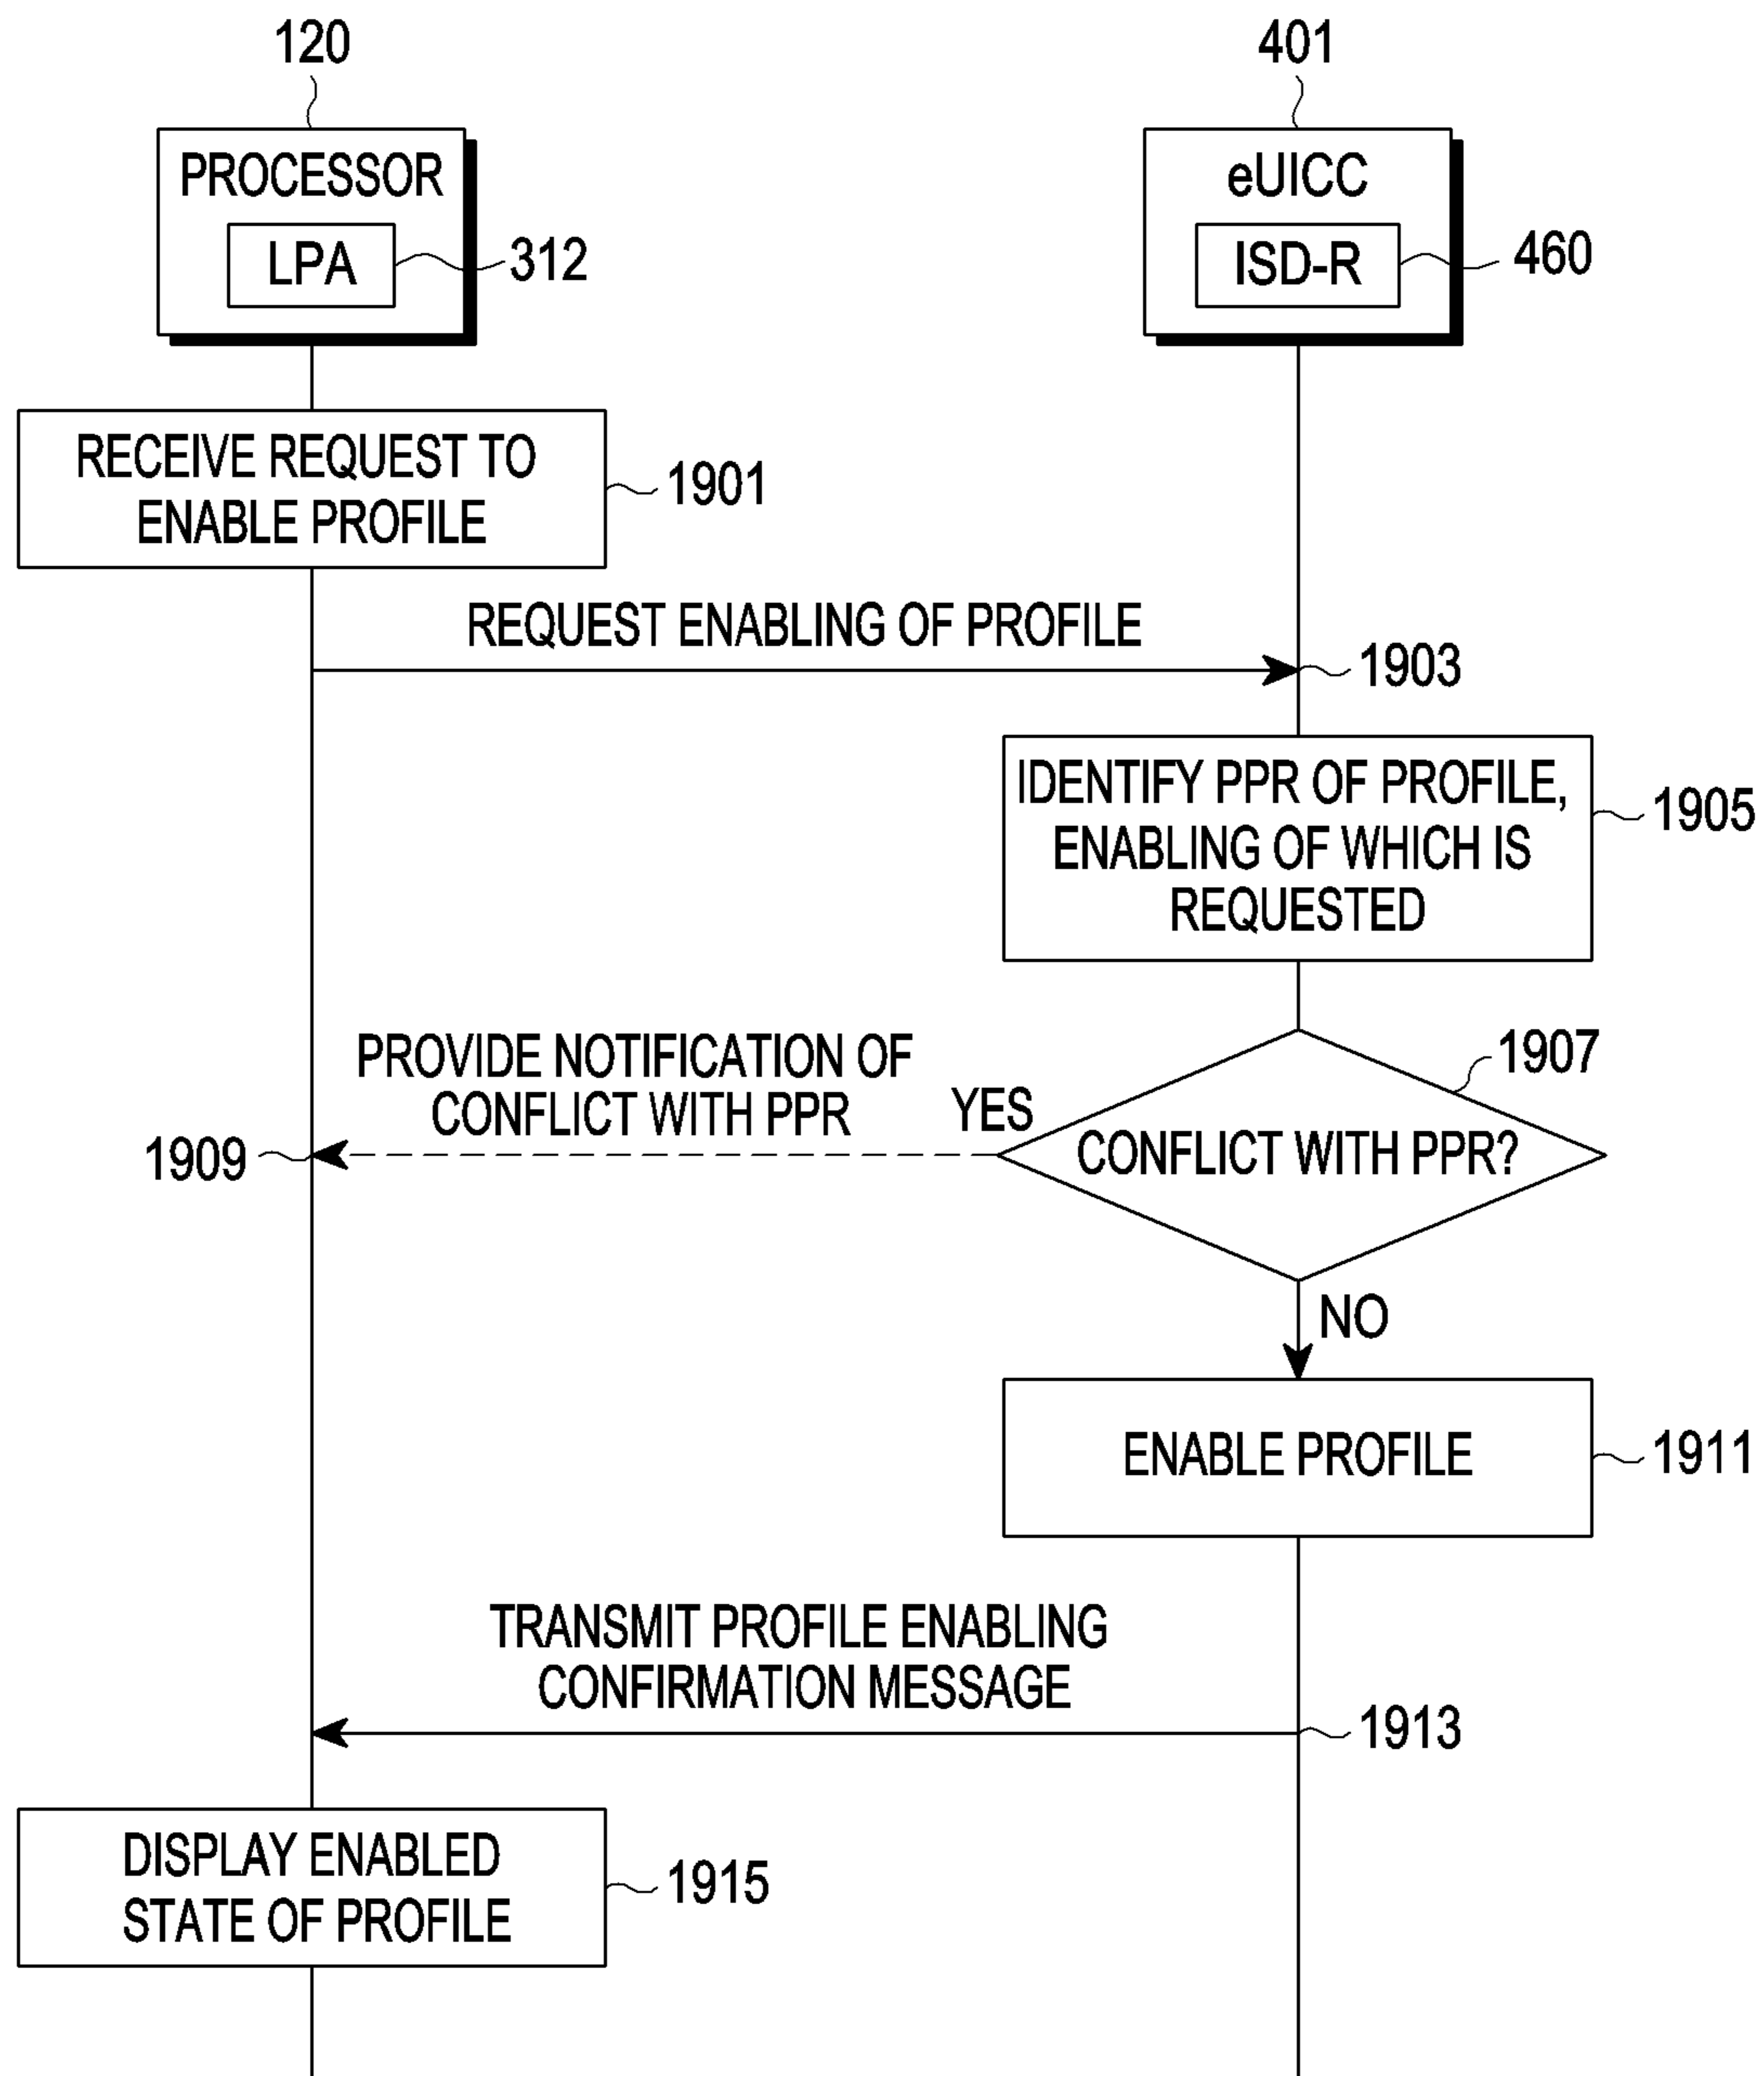 120
401
PROCESSOR
LPA
312
eUICC
ISD-R
460
RECEIVE REQUEST TO
ENABLE PROFILE
1901
REQUEST ENABLING OF PROFILE
1903
IDENTIFY PPR OF PROFILE,
ENABLING OF WHICH IS
REQUESTED
1905
PROVIDE NOTIFICATION OF
CONFLICT WITH PPR
1909
YES
CONFLICT WITH PPR?
1907
NO
ENABLE PROFILE
1911
TRANSMIT PROFILE ENABLING
CONFIRMATION MESSAGE
1913
DISPLAY ENABLED
STATE OF PROFILE
1915